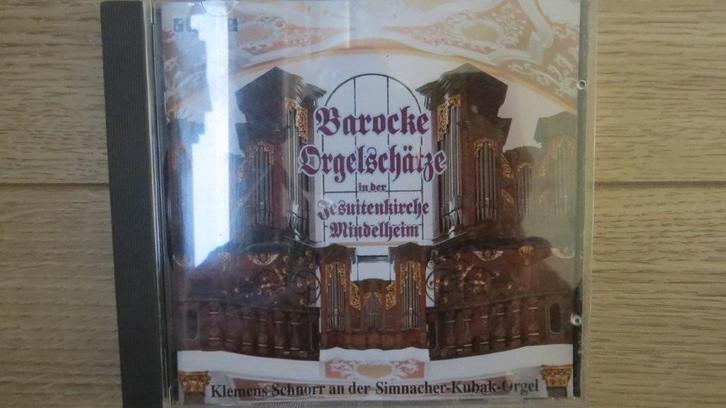 Barocke
Orgelschätze
in der
Jesuitenkirche
Mindelheim
Klemens Schnorr an der Simnacher-Kubak-Orgel